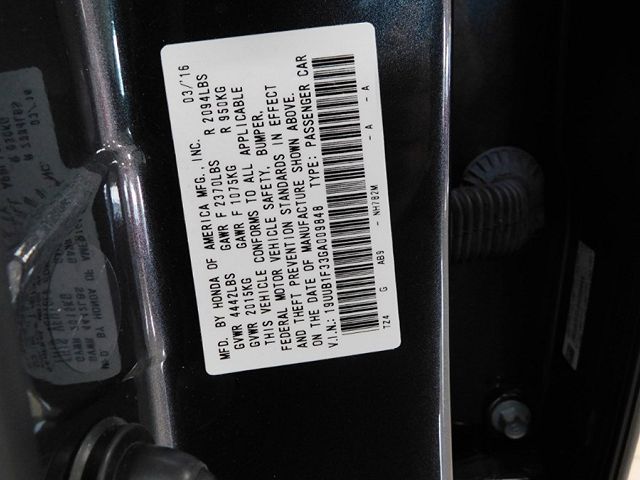 MFD. BY HONDA OF AMERICA MFG., INC. 03/'16
GVWR 4442LBS GAWR F 2370LBS R 2094LBS
GVWR 2015KG GAWR F 1075KG R 950KG
THIS VEHICLE CONFORMS TO ALL APPLICABLE
FEDERAL MOTOR VEHICLE SAFETY, BUMPER,
AND THEFT PREVENTION STANDARDS IN EFFECT
ON THE DATE OF MANUFACTURE SHOWN ABOVE.
V.I.N.: 19UUB1F33GA009848 TYPE: PASSENGER CAR
TZ4 G AB9 - NH782M - A - A